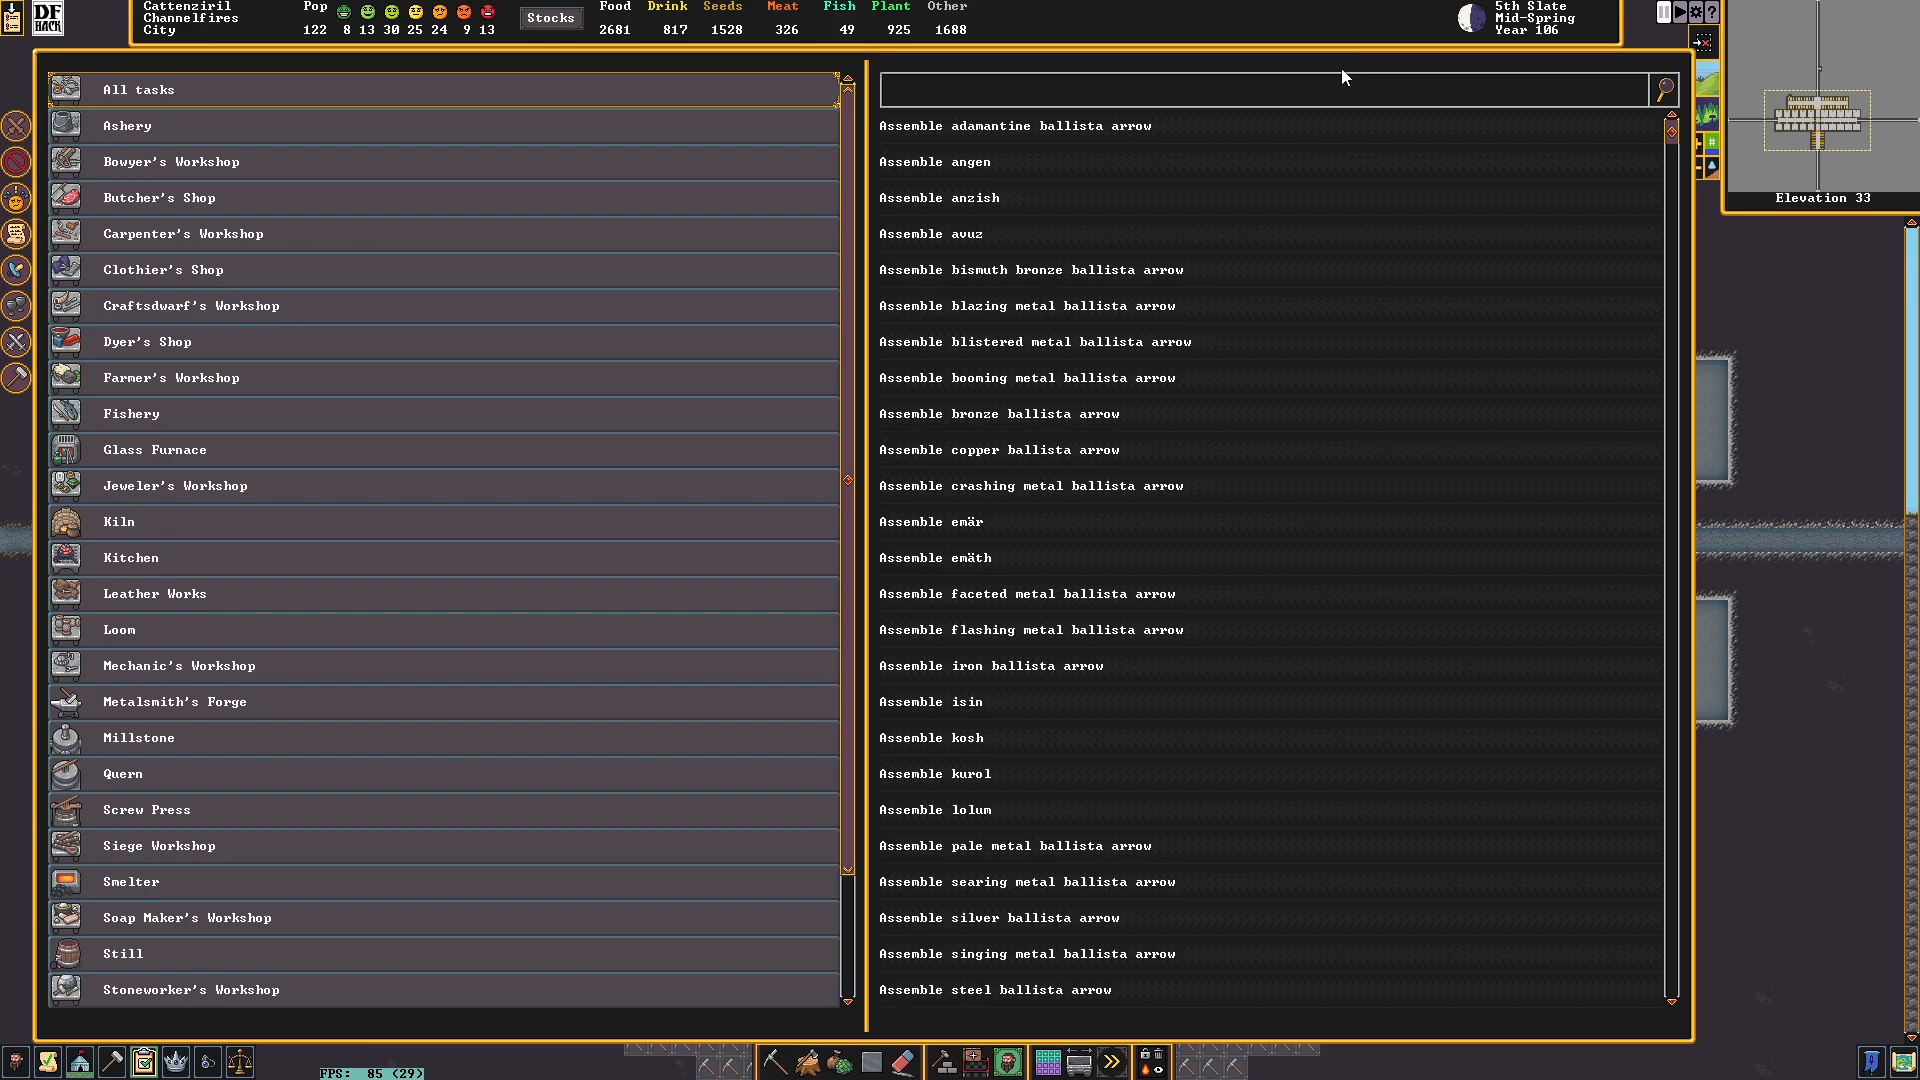 DF
HACK
Cattenziril
Channelfires
City
Pop
122 8 13 30 25 24 9 13
Stocks
Food Drink Seeds Meat Fish Plant Other
2681 817 1528 326 49 925 1688
5th Slate
Mid-Spring
Year 106
Elevation 33
All tasks
Ashery
Bowyer's Workshop
Butcher's Shop
Carpenter's Workshop
Clothier's Shop
Craftsdwarf's Workshop
Dyer's Shop
Farmer's Workshop
Fishery
Glass Furnace
Jeweler's Workshop
Kiln
Kitchen
Leather Works
Loom
Mechanic's Workshop
Metalsmith's Forge
Millstone
Quern
Screw Press
Siege Workshop
Smelter
Soap Maker's Workshop
Still
Stoneworker's Workshop
Assemble adamantine ballista arrow
Assemble angen
Assemble anzish
Assemble avuz
Assemble bismuth bronze ballista arrow
Assemble blazing metal ballista arrow
Assemble blistered metal ballista arrow
Assemble booming metal ballista arrow
Assemble bronze ballista arrow
Assemble copper ballista arrow
Assemble crashing metal ballista arrow
Assemble emär
Assemble emäth
Assemble faceted metal ballista arrow
Assemble flashing metal ballista arrow
Assemble iron ballista arrow
Assemble isin
Assemble kosh
Assemble kurol
Assemble lolum
Assemble pale metal ballista arrow
Assemble searing metal ballista arrow
Assemble silver ballista arrow
Assemble singing metal ballista arrow
Assemble steel ballista arrow
FPS: 85 (29)